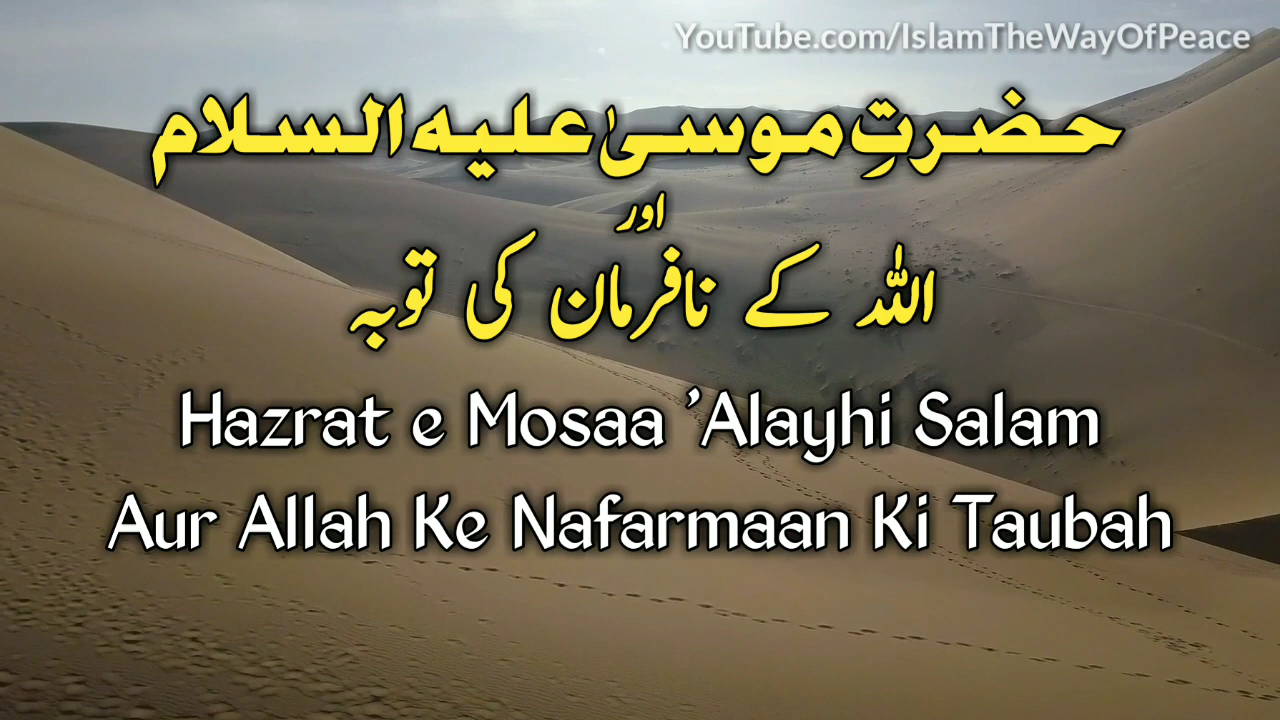 YouTube.com/IslamTheWayOfPeace
حضرتِ موسیٰ علیہ السلام
اور
اللہ کے نافرمان کی توبہ
Hazrat e Mosaa 'Alayhi Salam
Aur Allah Ke Nafarmaan Ki Taubah